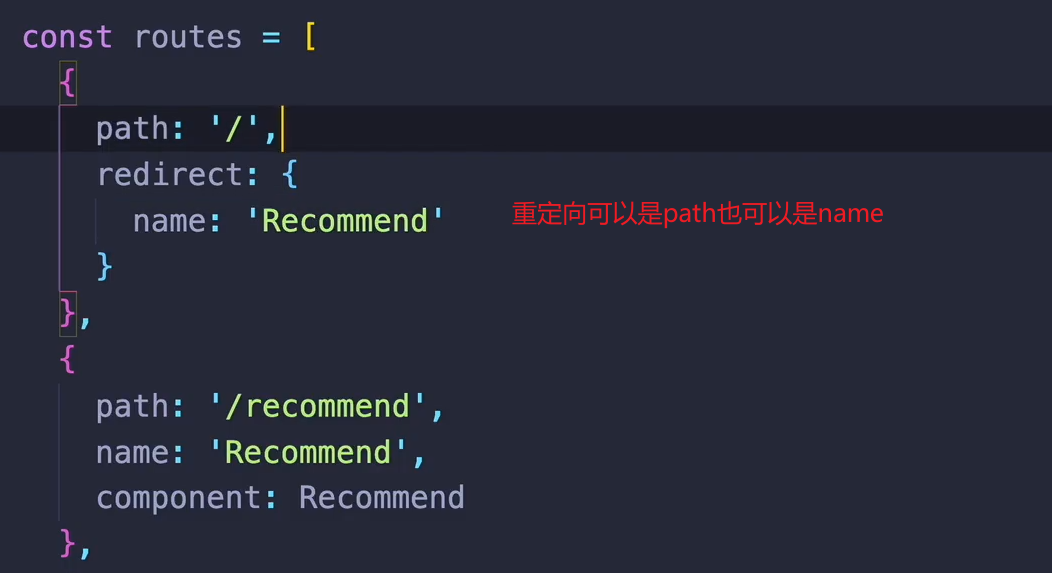 const routes = [
{
path: '/',
redirect: {
name: 'Recommend' 重定向可以是path也可以是name
}
},
{
path: '/recommend',
name: 'Recommend',
component: Recommend
},